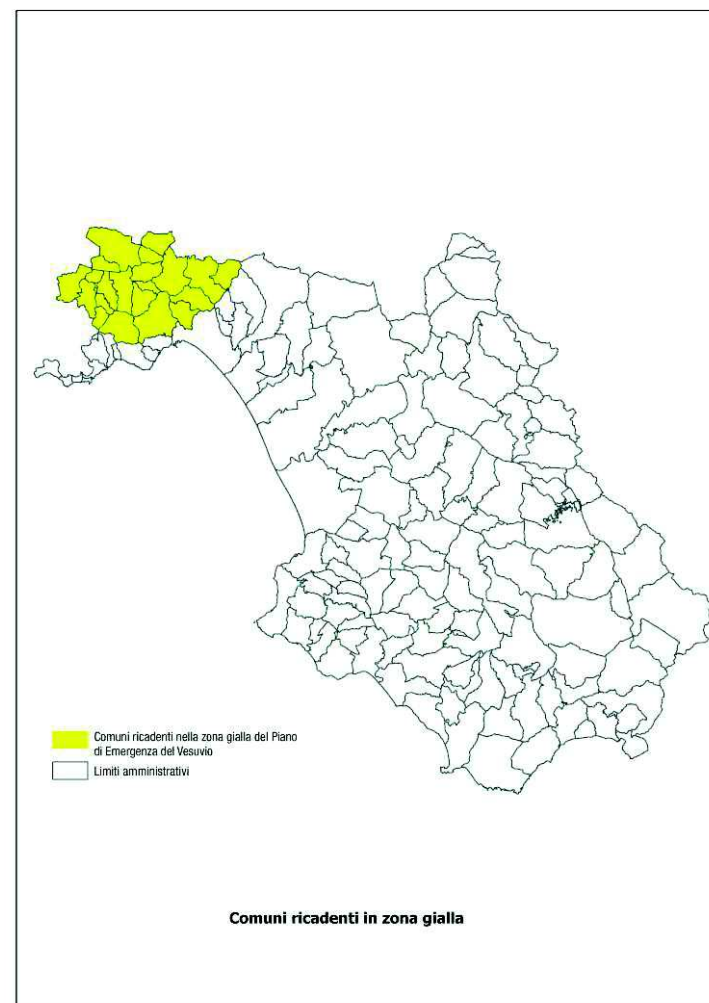 Comuni ricadenti nella zona gialla del Piano
di Emergenza del Vesuvio
Limiti amministrativi
Comuni ricadenti in zona gialla